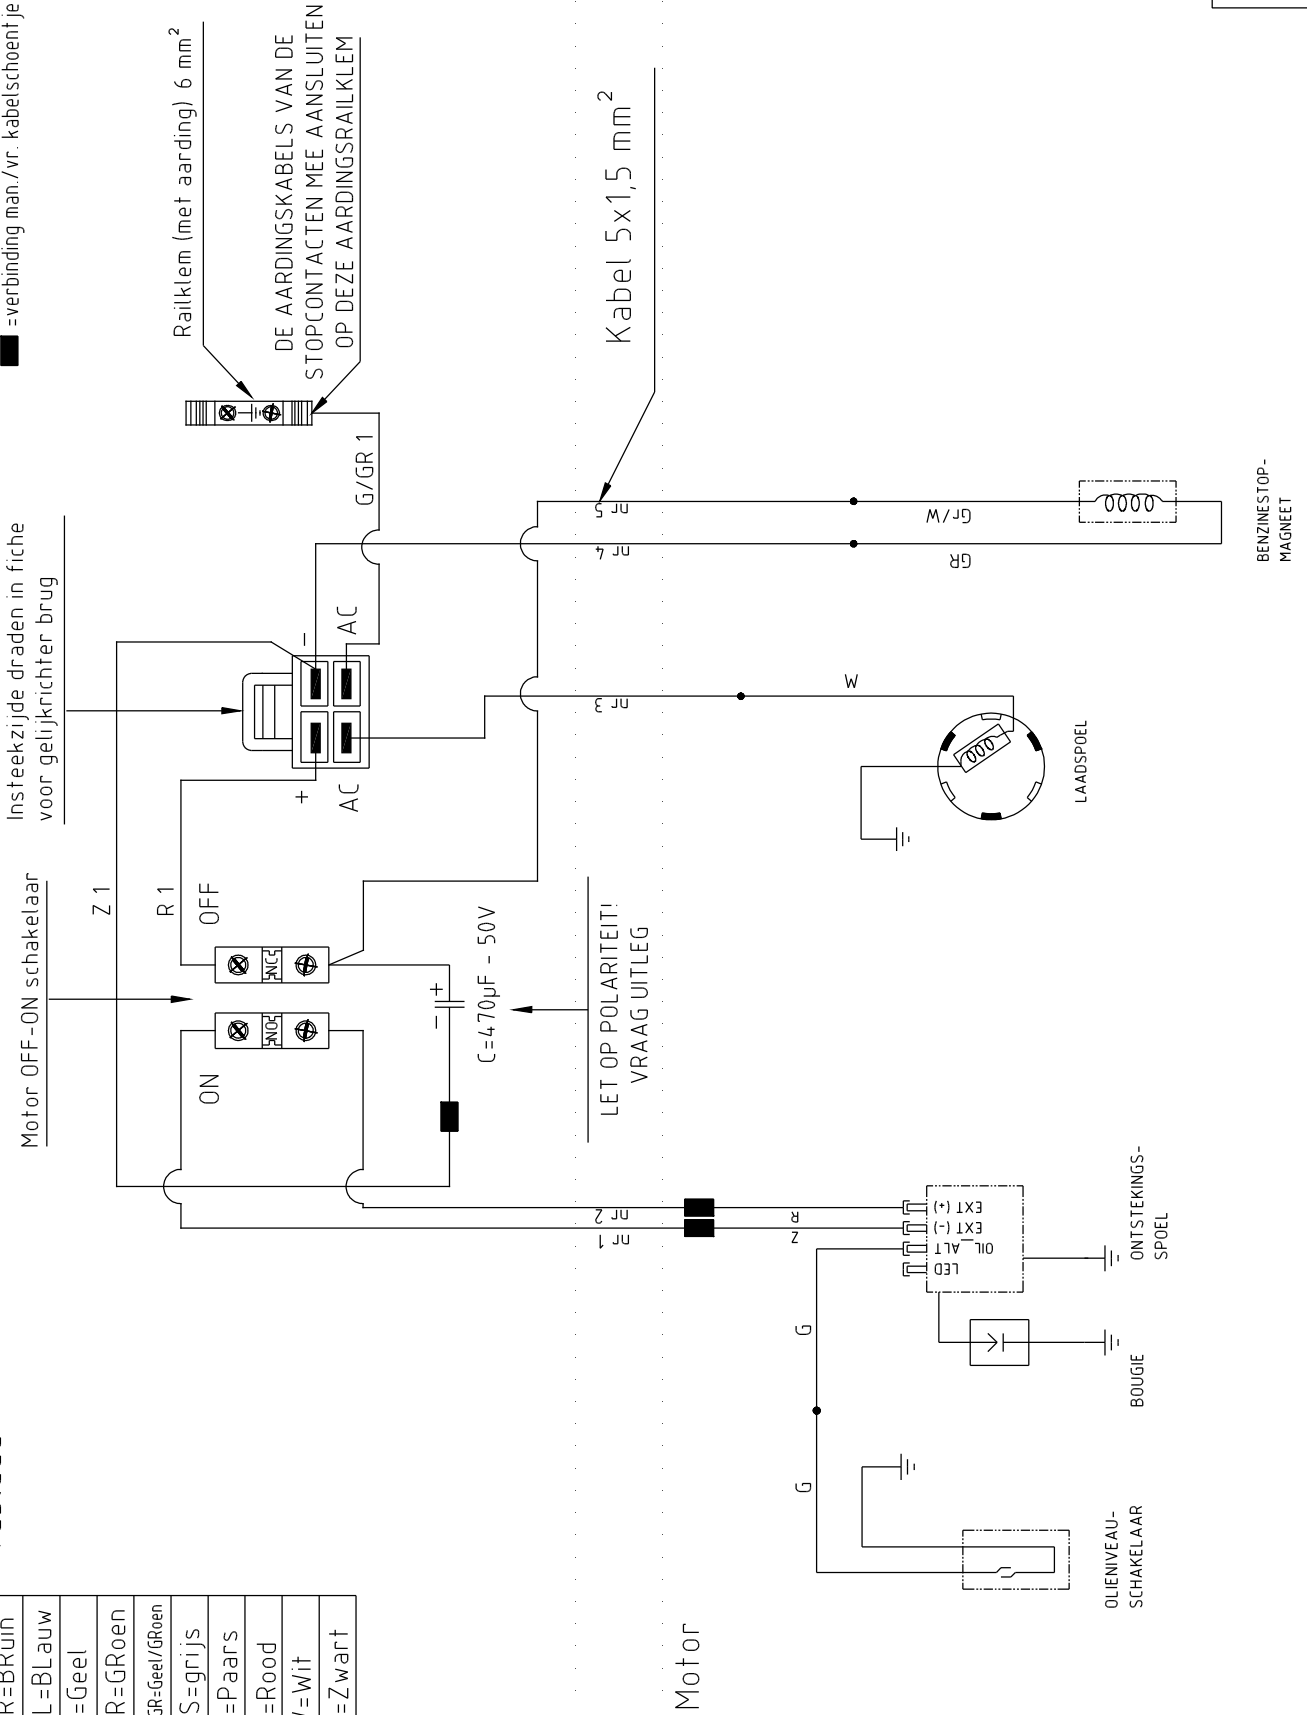 =verbinding man./vr. kabelschoentje
Railklem (met aarding) 6 mm²
DE AARDINGSKABELS VAN DE
STOPCONTACTEN MEE AANSLUITEN
OP DEZE AARDINGSRAILKLEM
Kabel 5x1,5 mm²
G/GR 1
Insteekzijde draden in fiche
voor gelijkrichter brug
-
AC
+
AC
Motor OFF-ON schakelaar
Z 1
R 1
OFF
NC
NO
ON
+
-
C=470µF - 50V
LET OP POLARITEIT!
VRAAG UITLEG
nr 5
nr 4
nr 3
nr 2
nr 1
Gr/W
GR
W
R
Z
BENZINESTOP-
MAGNEET
LAADSPOEL
EXT (+)
EXT (-)
OIL_ALT
LED
ONTSTEKINGS-
SPOEL
BOUGIE
G
G
OLIENIVEAU-
SCHAKELAAR
Motor
R=BRuin
L=BLauw
=Geel
R=GRoen
GR=Geel/GRoen
S=grijs
=Paars
=Rood
=Wit
=Zwart